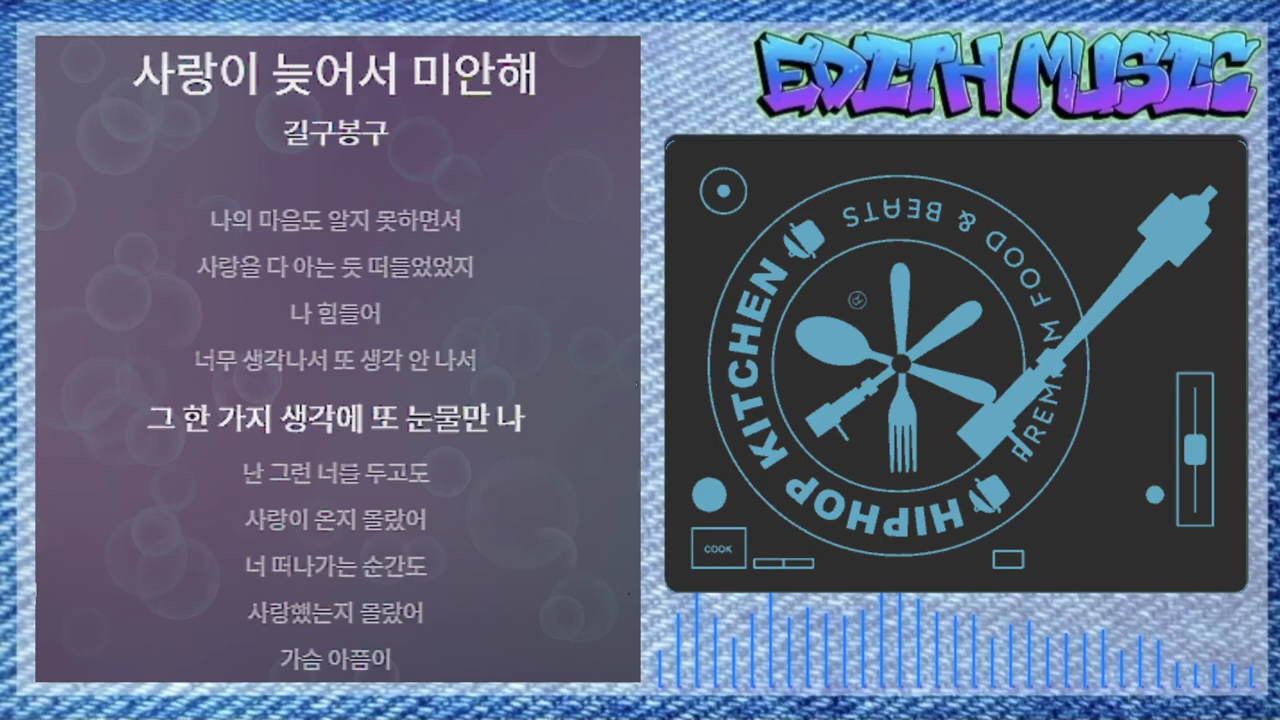 사랑이 늦어서 미안해
길구봉구
나의 마음도 알지 못하면서
사랑을 다 아는 듯 떠들었었지
나 힘들어
너무 생각나서 또 생각 안 나서
그 한 가지 생각에 또 눈물만 나
난 그런 너를 두고도
사랑이 온지 몰랐어
너 떠나가는 순간도
사랑했는지 몰랐어
가슴 아픔이
EDITH MUSIC
HIPHOP KITCHEN
FOOD & BEATS
®
COOK